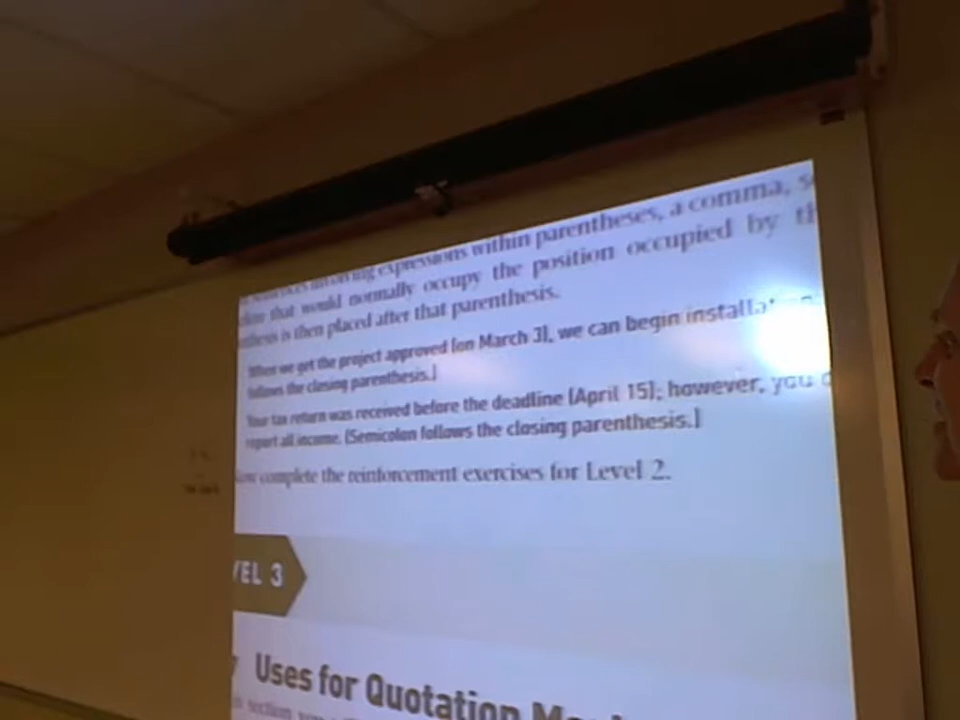 involving expressions within parentheses, a comma,
that would normally occupy the position occupied by
is then placed after that parenthesis.
When we get the project approved (on March 3), we can begin
follows the closing parenthesis.]
Your tax return was received before the deadline (April 15); however, you
report all income. (Semicolon follows the closing parenthesis.]
complete the reinforcement exercises for Level 2.
VEL 3
Uses for Quotation